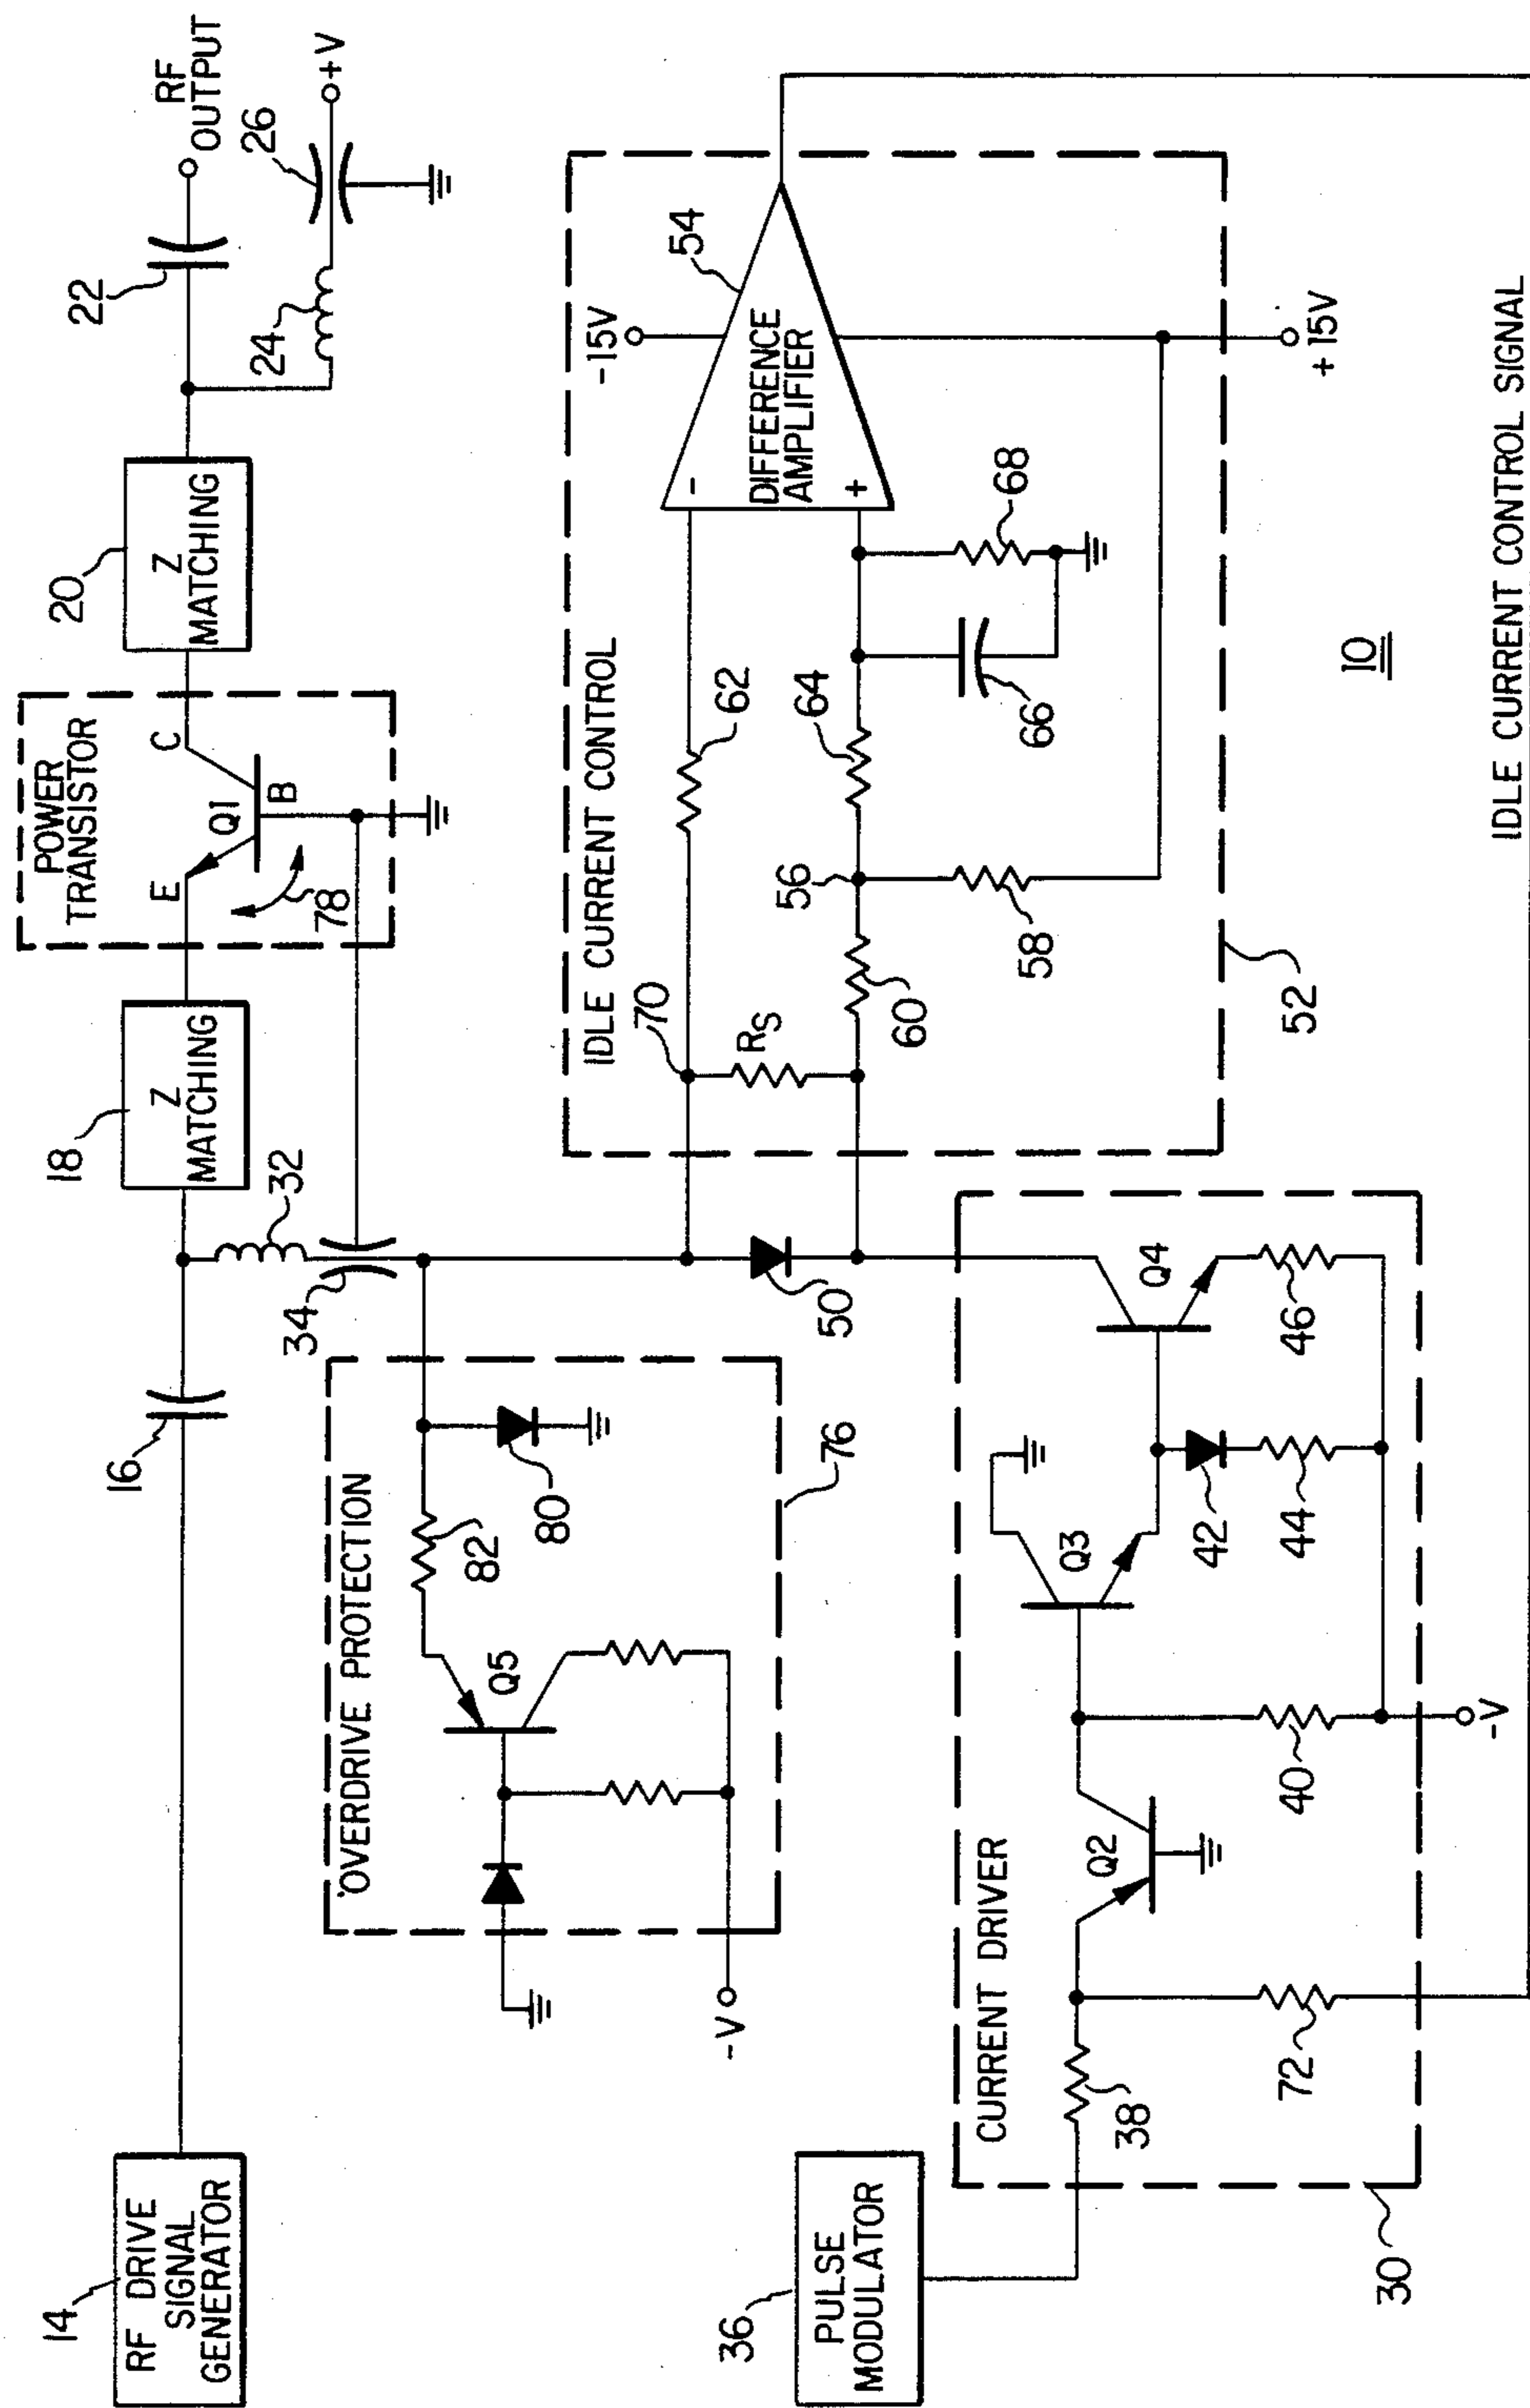 14
RF DRIVE
SIGNAL
GENERATOR
16
18
Z
MATCHING
POWER
TRANSISTOR
E
C
Q1
B
78
20
Z
MATCHING
22
RF
OUTPUT
24
26
+V
32
34
OVERDRIVE PROTECTION
Q5
82
80
76
-V
50
IDLE CURRENT CONTROL
70
RS
62
60
56
64
58
66
68
-
+
DIFFERENCE
AMPLIFIER
54
-15V
+15V
52
36
PULSE
MODULATOR
CURRENT DRIVER
38
72
Q2
40
Q3
42
44
Q4
46
-V
30
10
IDLE CURRENT CONTROL SIGNAL